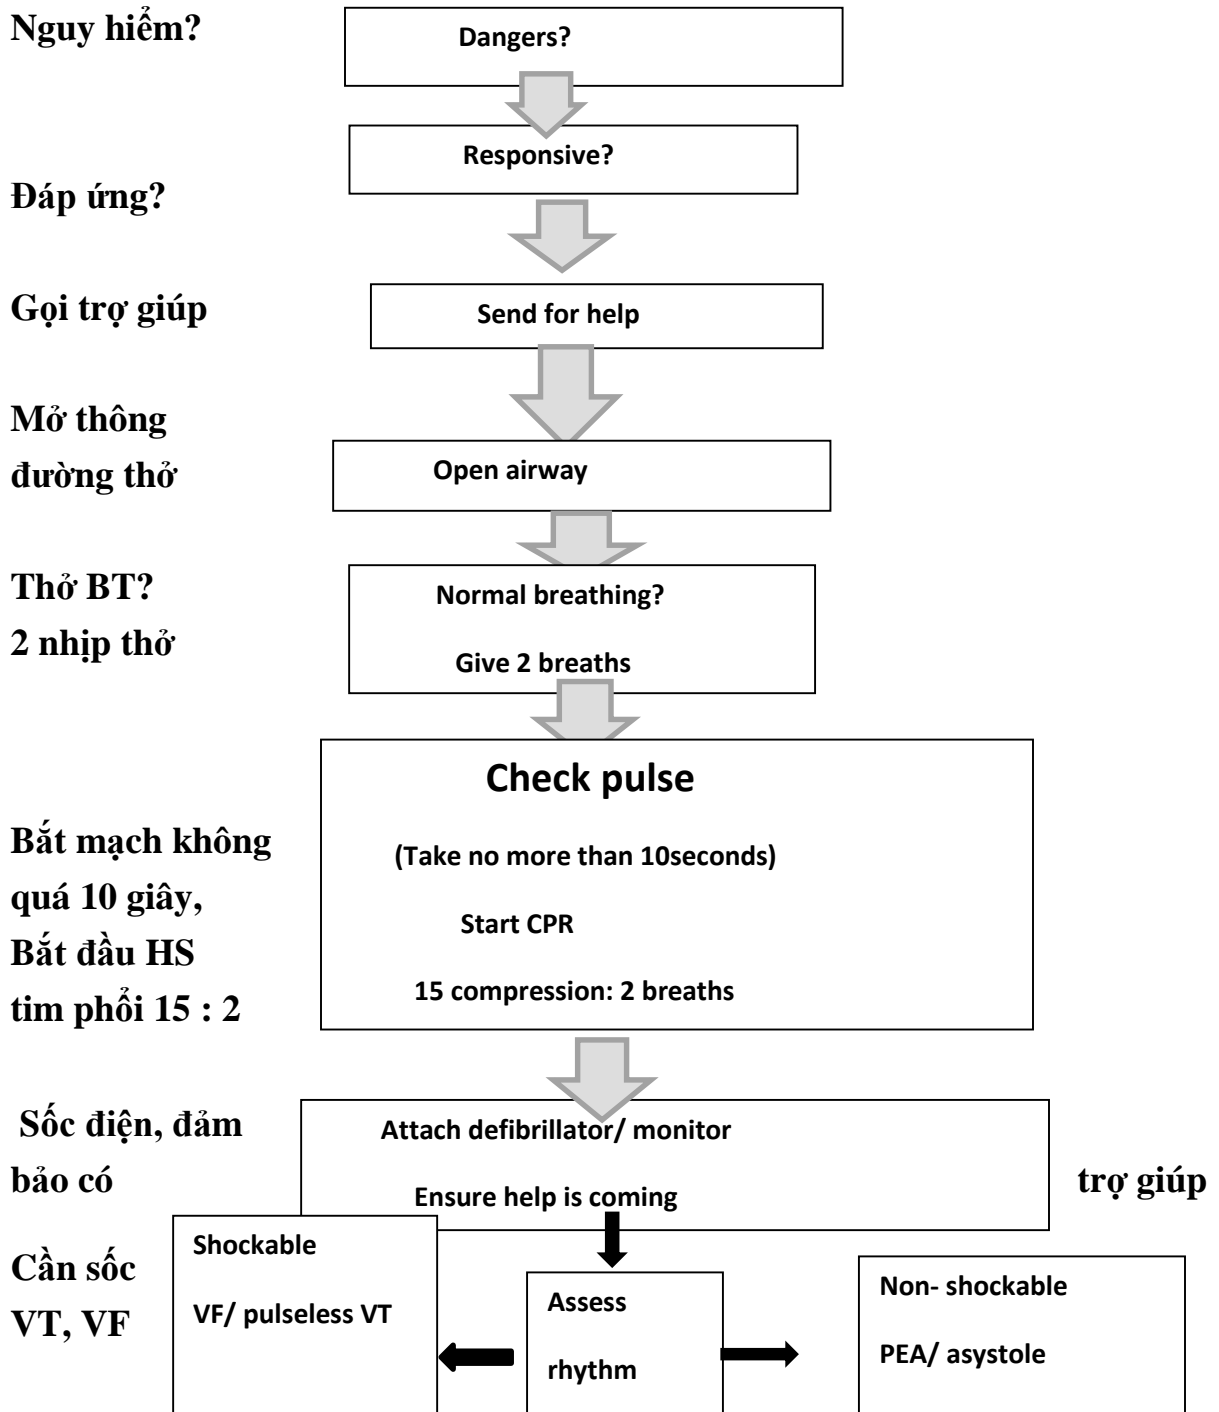 Nguy hiểm?
Dangers?
Responsive?
Đáp ứng?
Gọi trợ giúp
Send for help
Mở thông
đường thở
Open airway
Thở BT?
2 nhịp thở
Normal breathing?
Give 2 breaths
Check pulse
(Take no more than 10seconds)
Start CPR
15 compression: 2 breaths
Bắt mạch không
quá 10 giây,
Bắt đầu HS
tim phổi 15 : 2
Sốc điện, đảm
bảo có
trợ giúp
Attach defibrillator/ monitor
Ensure help is coming
Cần sốc
VT, VF
Shockable
VF/ pulseless VT
Assess
rhythm
Non- shockable
PEA/ asystole